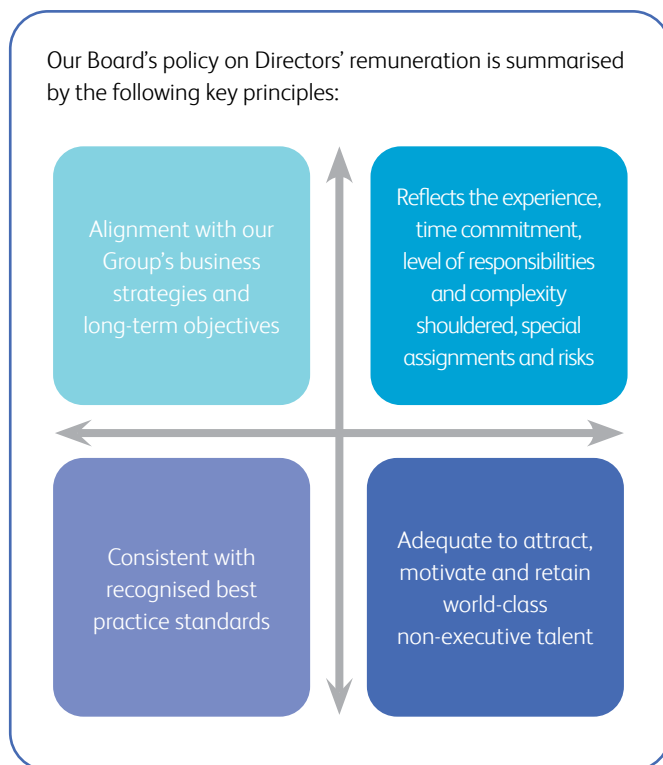 Our Board’s policy on Directors’ remuneration is summarised
by the following key principles:
Alignment with our
Group’s business
strategies and
long-term objectives
Reflects the experience,
time commitment,
level of responsibilities
and complexity
shouldered, special
assignments and risks
Consistent with
recognised best
practice standards
Adequate to attract,
motivate and retain
world-class
non-executive talent